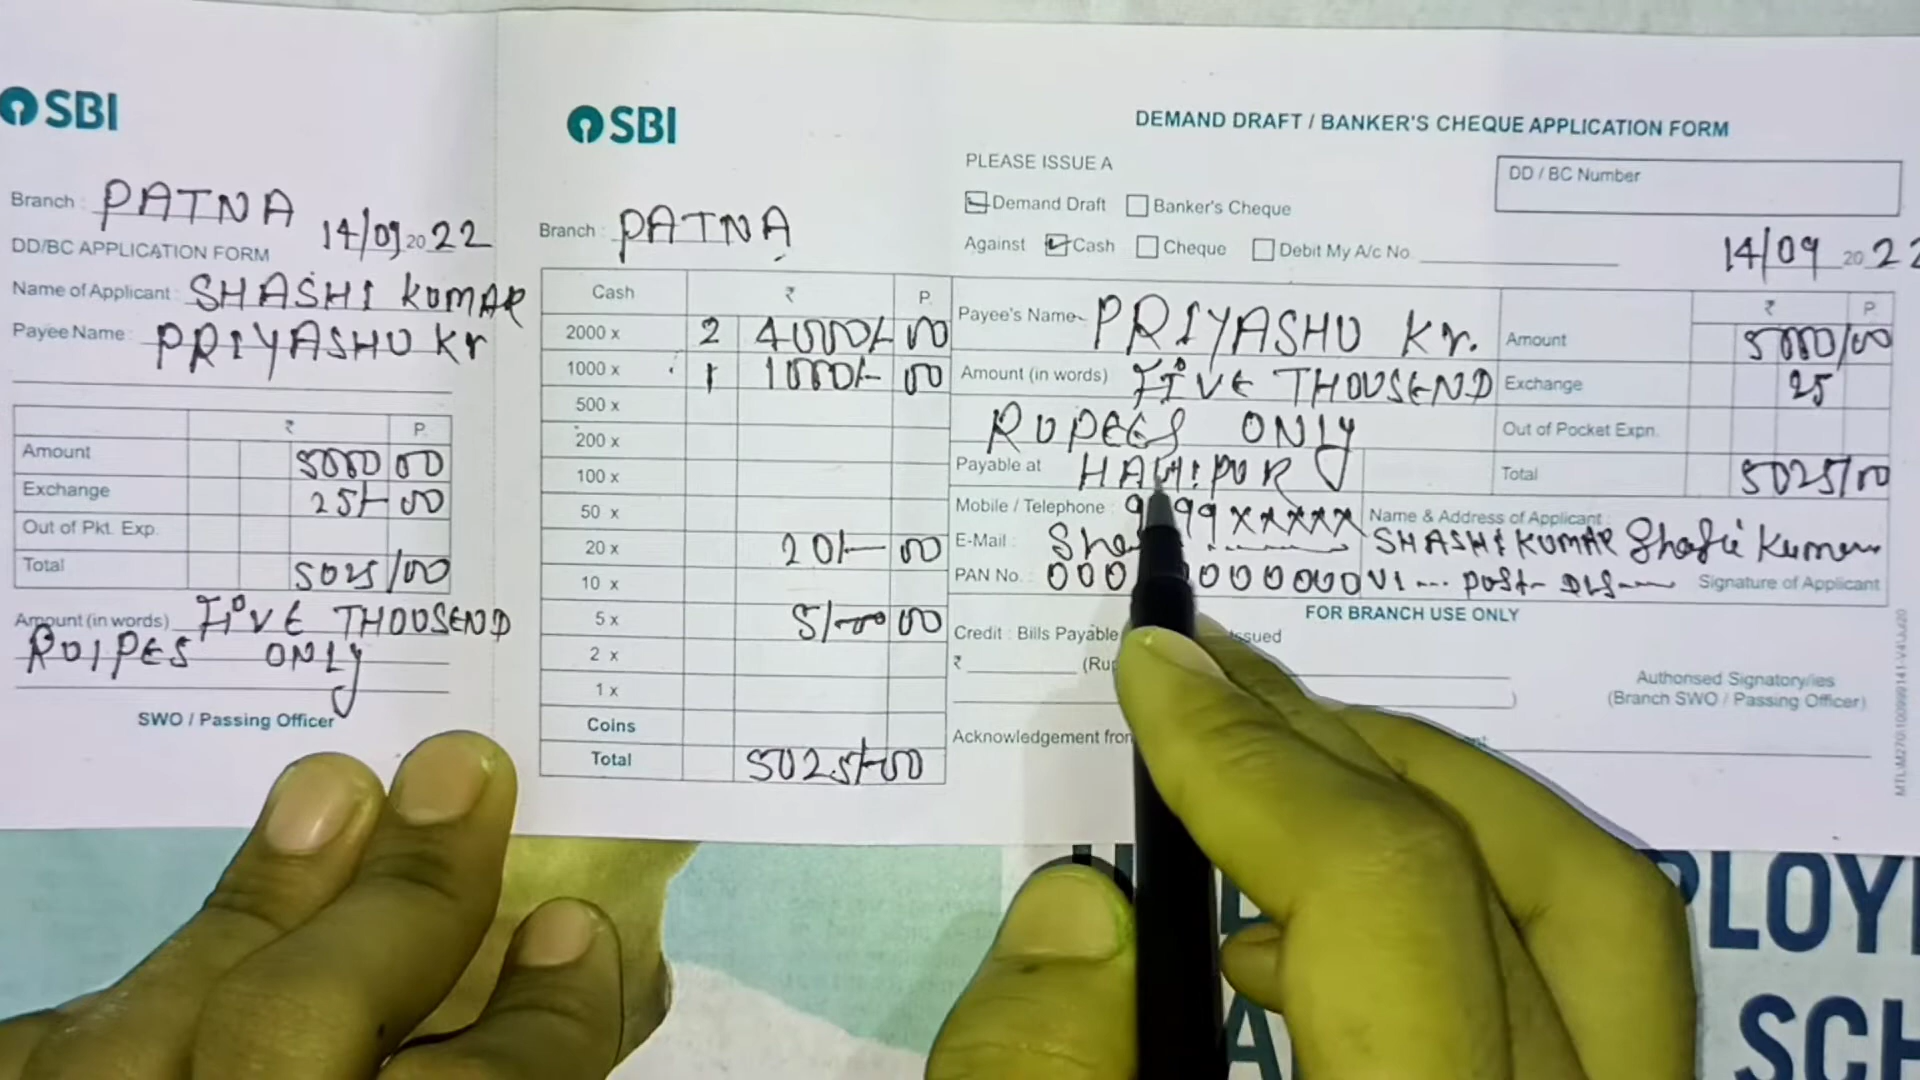 SBI
Branch : PATNA
14/09 2022
DD/BC APPLICATION FORM
Name of Applicant : SHASHI KUMAR
Payee Name : PRIYASHU Kr
₹ P.
Amount 5000 00
Exchange 25/- 00
Out of Pkt. Exp.
Total 5025/00
Amount (in words) FiVE THOUSEND
RUIPES ONLY
SWO / Passing Officer
SBI
Branch : PATNA
Cash ₹ P.
2000 x 2 4000/- 00
1000 x 1 1000/- 00
500 x
200 x
100 x
50 x
20 x 20/- 00
10 x
5 x 5/- 00
2 x
1 x
Coins
Total 5025/-00
DEMAND DRAFT / BANKER'S CHEQUE APPLICATION FORM
PLEASE ISSUE A
DD / BC Number
Demand Draft Banker's Cheque
Against Cash Cheque Debit My A/c No.
14/09 2022
Payee's Name PRIYASHU Kr.
Amount (in words) FiVE THOUSEND
RUPEES ONLY
Payable at HAJIPUR
Mobile / Telephone : 99xxxxx
E-Mail :
PAN No.
₹ P.
Amount 5000/00
Exchange 25
Out of Pocket Expn.
Total 5025/00
Name & Address of Applicant :
SHASHI KUMAR Shashi Kumar
Signature of Applicant
FOR BRANCH USE ONLY
Credit : Bills Payable
₹
Authorised Signatory/ies
(Branch SWO / Passing Officer)
Acknowledgement from
PLOY
SCH